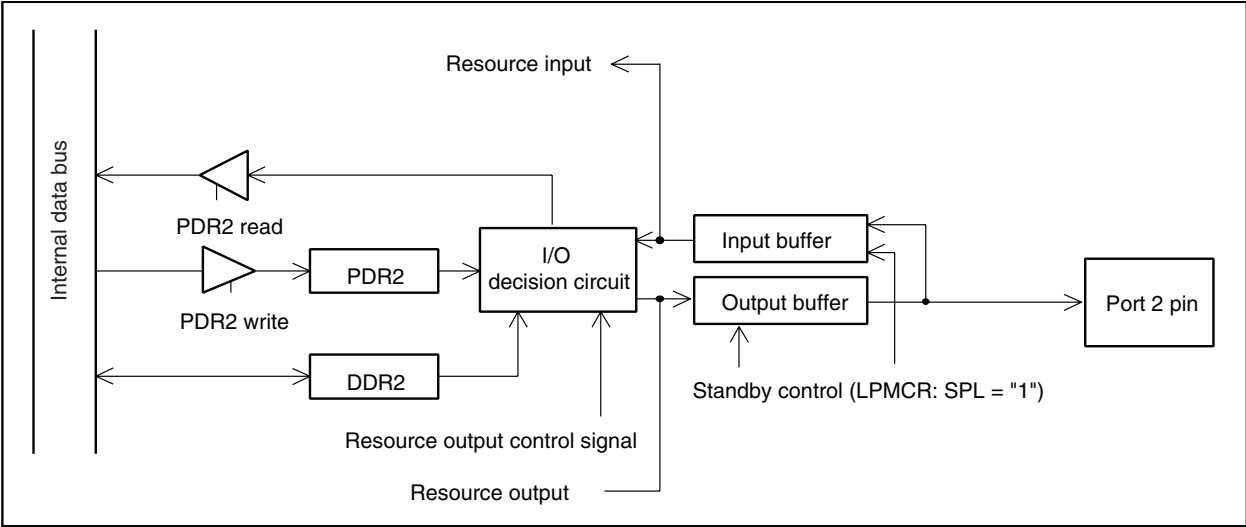 Resource input
Internal data bus
PDR2 read
Input buffer
I/O
decision circuit
PDR2
Output buffer
Port 2 pin
PDR2 write
DDR2
Standby control (LPMCR: SPL = "1")
Resource output control signal
Resource output